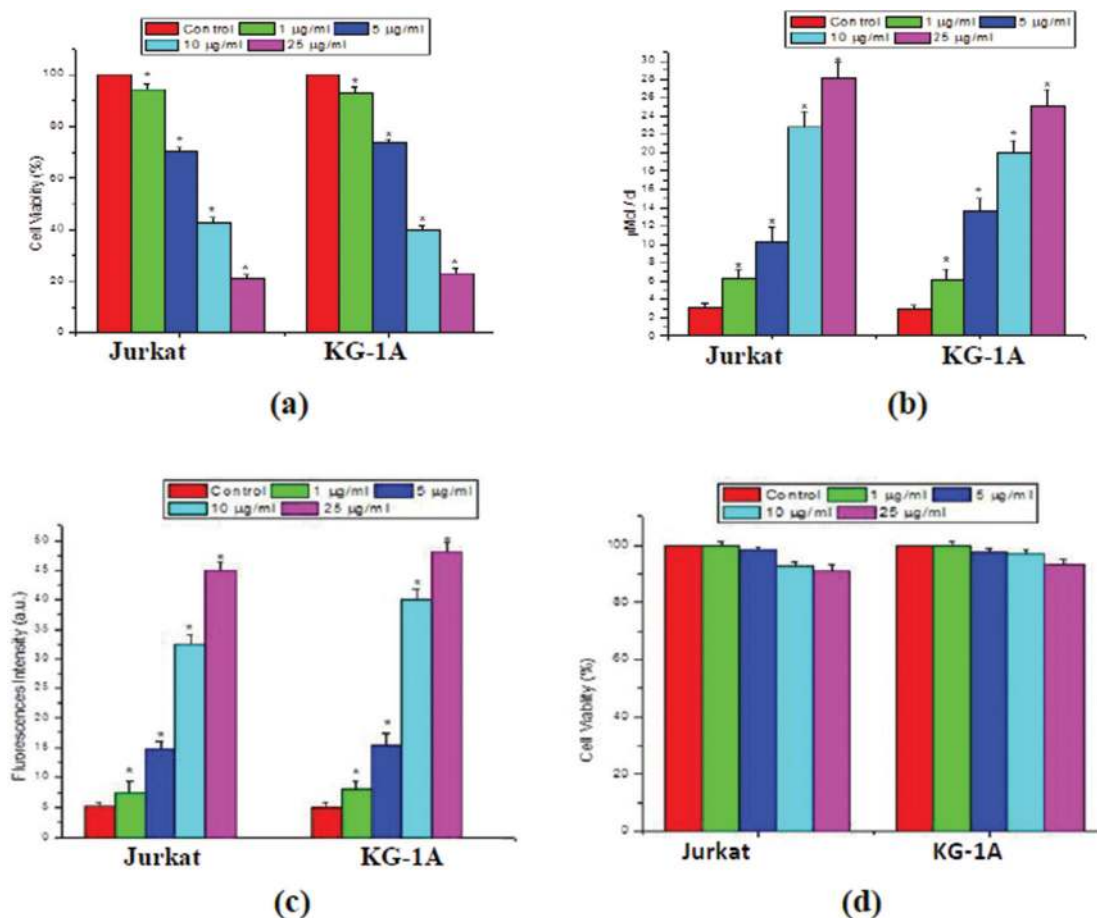 Control 1 µg/ml 5 µg/ml
10 µg/ml 25 µg/ml
Cell Viablity (%)
100
80
60
40
20
0
* * * * * * * *
Jurkat KG-1A
(a)
Control 1 µg/ml 5 µg/ml
10 µg/ml 25 µg/ml
30
28
26
24
22
20
18
16
14
12
10
8
6
4
2
0
* * * * * * * *
Jurkat KG-1A
(b)
Control 1 µg/ml 5 µg/ml
10 µg/ml 25 µg/ml
Fluorescences Intensity (a.u.)
50
45
40
35
30
25
20
15
10
5
0
* * * * * * * *
Jurkat KG-1A
(c)
Control 1 µg/ml 5 µg/ml
10 µg/ml 25 µg/ml
Cell Viablity (%)
100
80
60
40
20
0
Jurkat KG-1A
(d)